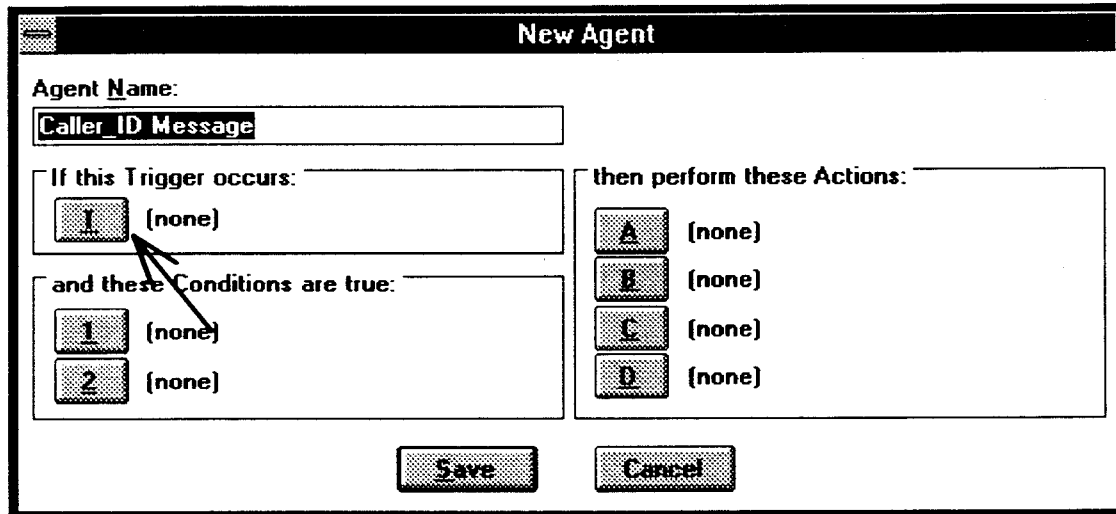 New Agent
Agent Name:
Caller_ID Message
If this Trigger occurs:
T (none)
and these Conditions are true:
1 (none)
2 (none)
then perform these Actions:
A (none)
B (none)
C (none)
D (none)
Save
Cancel